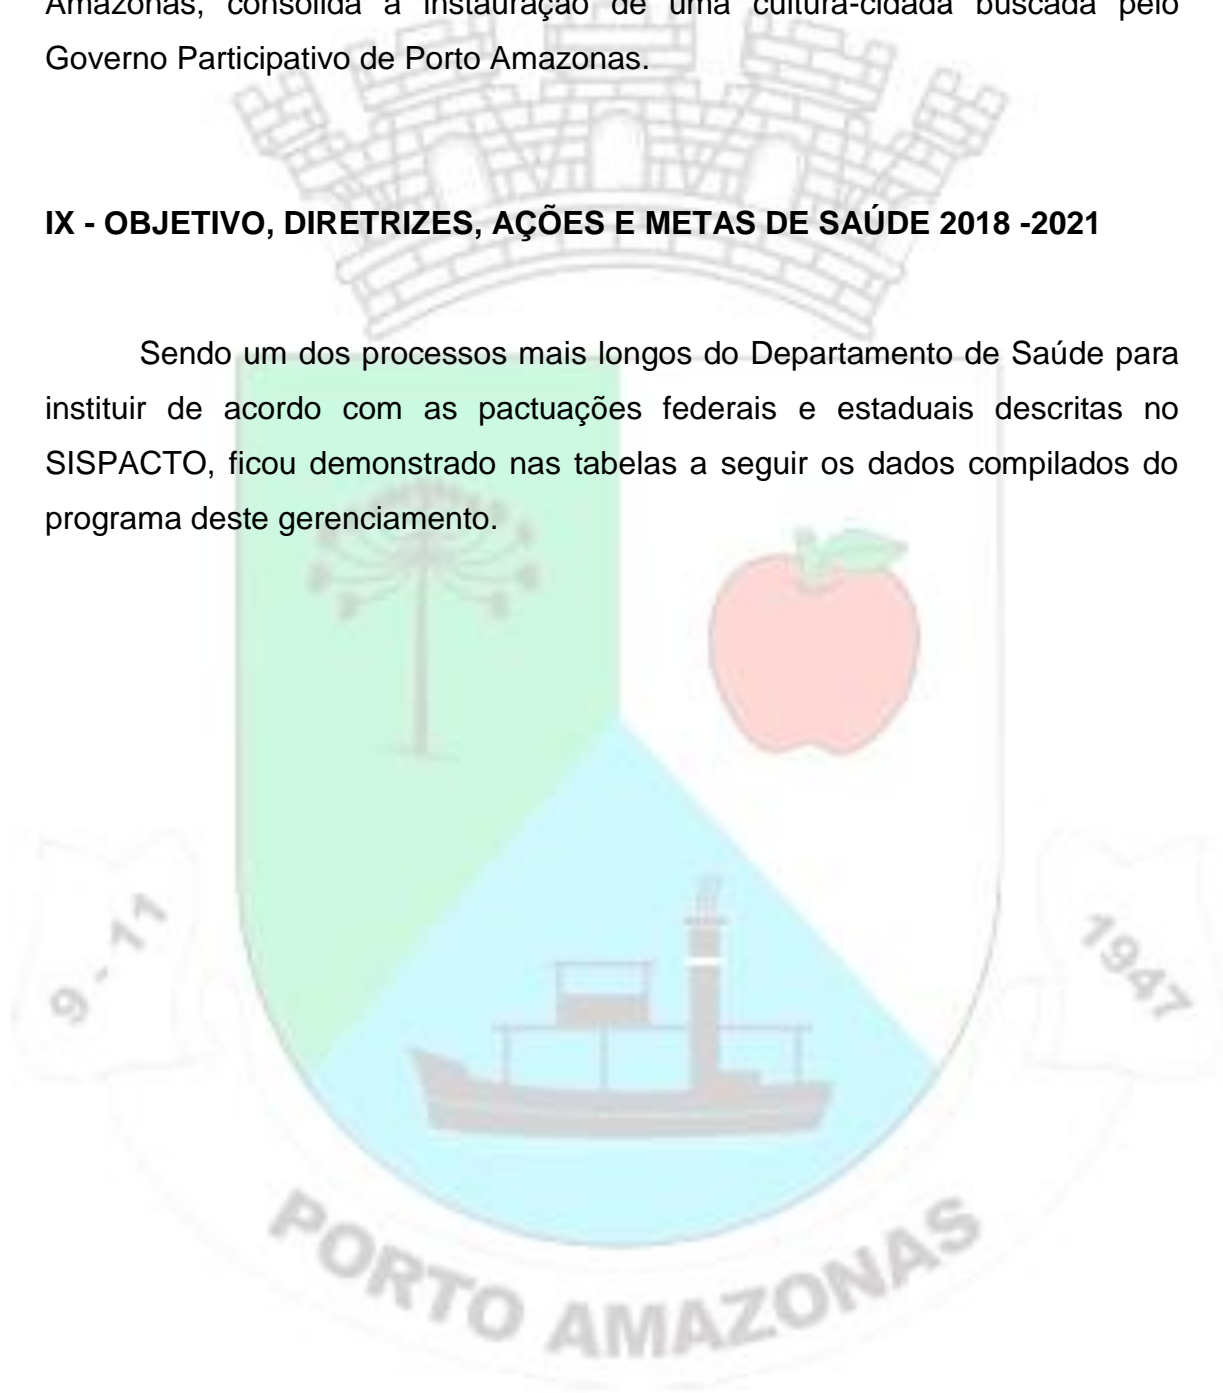 Amazonas, consolida a instauração de uma cultura-cidadã buscada pelo
Governo Participativo de Porto Amazonas.
IX - OBJETIVO, DIRETRIZES, AÇÕES E METAS DE SAÚDE 2018 -2021
Sendo um dos processos mais longos do Departamento de Saúde para
instituir de acordo com as pactuações federais e estaduais descritas no
SISPACTO, ficou demonstrado nas tabelas a seguir os dados compilados do
programa deste gerenciamento.
9 - 11
1947
PORTO AMAZONAS